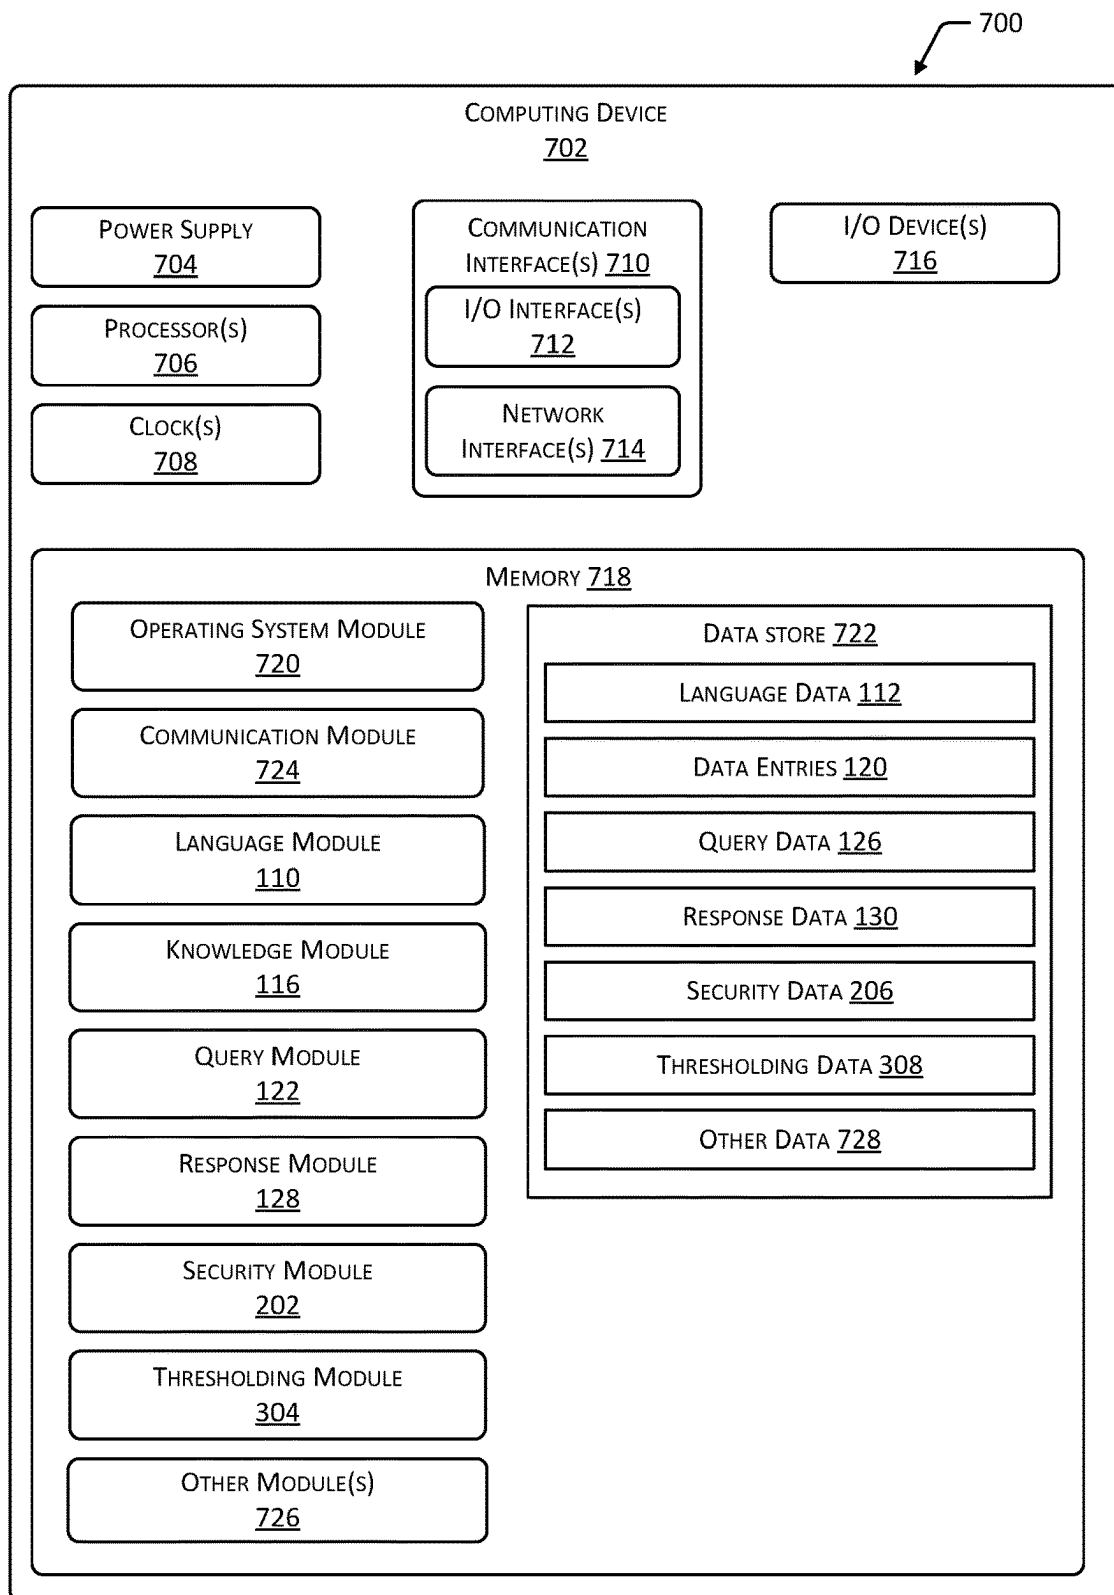 700
COMPUTING DEVICE
702
POWER SUPPLY
704
PROCESSOR(S)
706
CLOCK(S)
708
COMMUNICATION
INTERFACE(S) 710
I/O INTERFACE(S)
712
NETWORK
INTERFACE(S) 714
I/O DEVICE(S)
716
MEMORY 718
OPERATING SYSTEM MODULE
720
COMMUNICATION MODULE
724
LANGUAGE MODULE
110
KNOWLEDGE MODULE
116
QUERY MODULE
122
RESPONSE MODULE
128
SECURITY MODULE
202
THRESHOLDING MODULE
304
OTHER MODULE(S)
726
DATA STORE 722
LANGUAGE DATA 112
DATA ENTRIES 120
QUERY DATA 126
RESPONSE DATA 130
SECURITY DATA 206
THRESHOLDING DATA 308
OTHER DATA 728